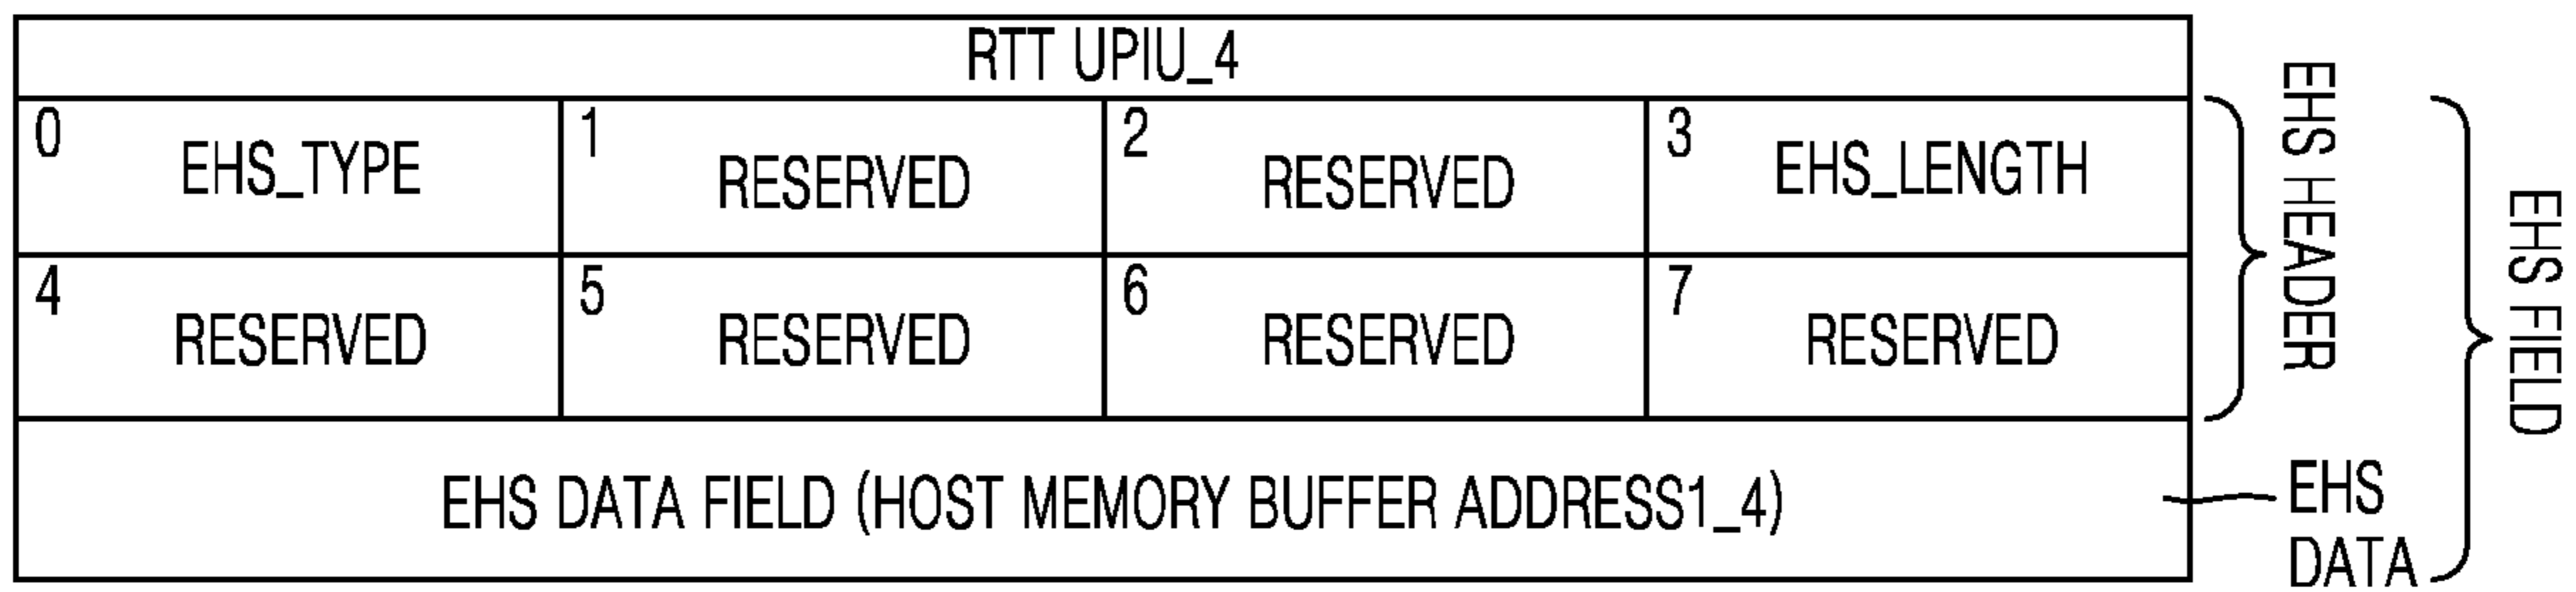 RTT UPIU_4
0 EHS_TYPE 1 RESERVED 2 RESERVED 3 EHS_LENGTH
4 RESERVED 5 RESERVED 6 RESERVED 7 RESERVED
EHS DATA FIELD (HOST MEMORY BUFFER ADDRESS1_4)
EHS HEADER
EHS
DATA
EHS FIELD